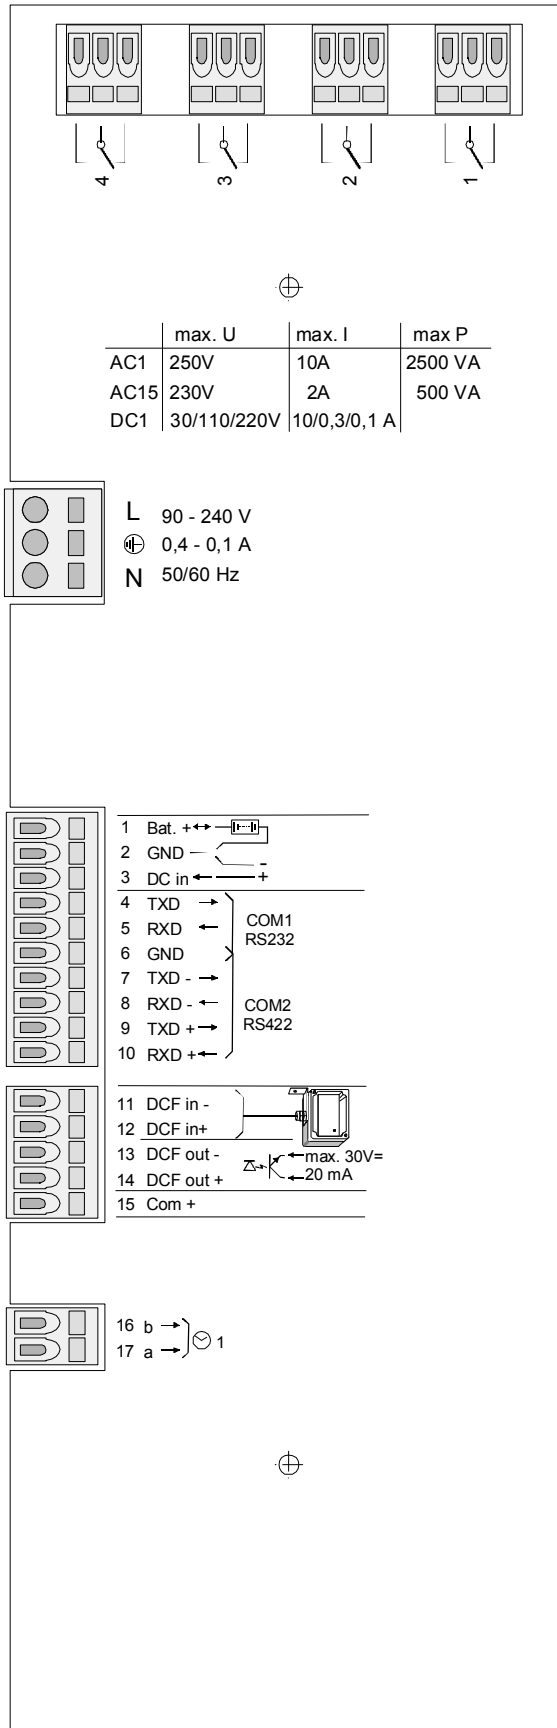 4 3 2 1
max. U max. I max P
AC1 250V 10A 2500 VA
AC15 230V 2A 500 VA
DC1 30/110/220V 10/0,3/0,1 A
L 90 - 240 V
0,4 - 0,1 A
N 50/60 Hz
1 Bat. +
2 GND -
3 DC in +
4 TXD
5 RXD
COM1
RS232
6 GND
7 TXD -
8 RXD -
9 TXD +
10 RXD +
COM2
RS422
11 DCF in -
12 DCF in+
13 DCF out - max. 30V=
14 DCF out + 20 mA
15 Com +
16 b
17 a
1